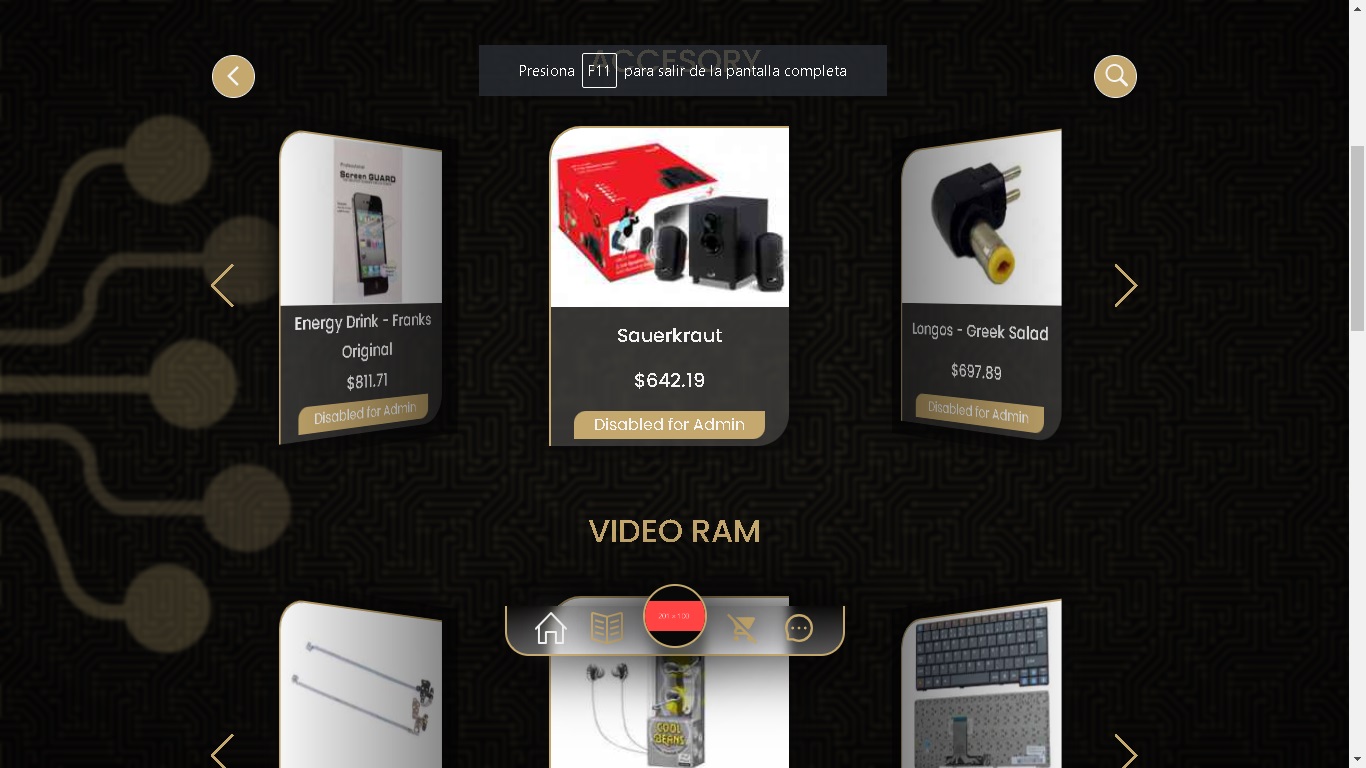 ACCESORY
Presiona F11 para salir de la pantalla completa
Screen GUARD
Energy Drink - Franks
Original
$811.71
Disabled for Admin
Sauerkraut
$642.19
Disabled for Admin
Longos - Greek Salad
$697.89
Disabled for Admin
VIDEO RAM
COOL
BEANS